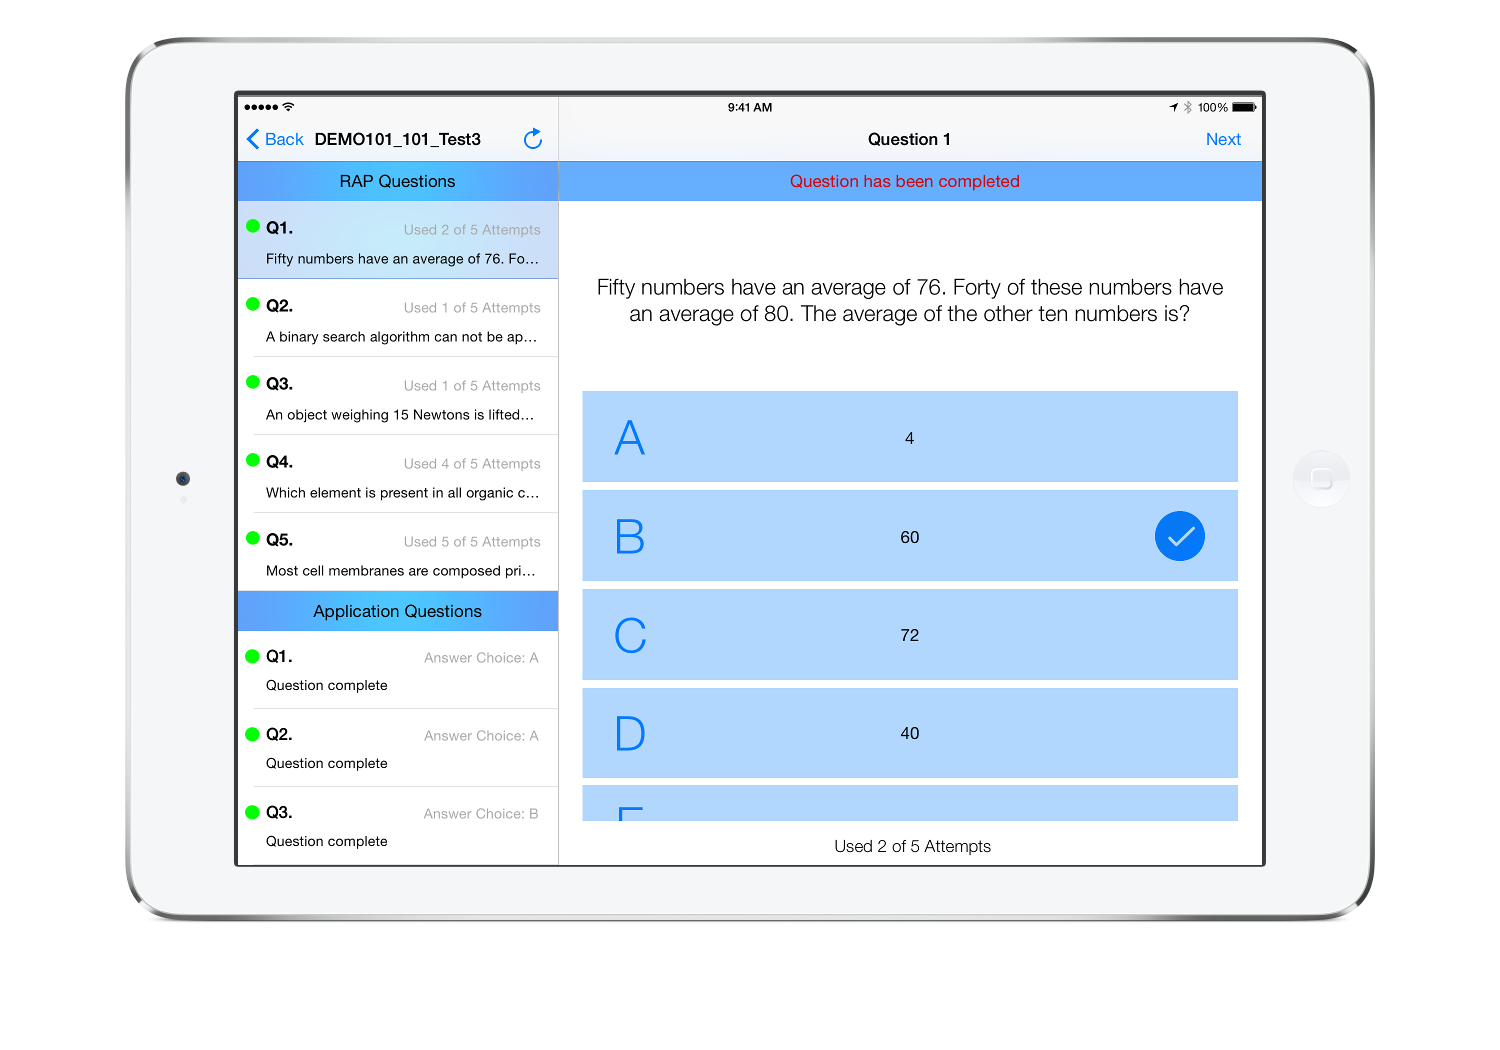 9:41 AM
100%
Back DEMO101_101_Test3
Question 1
Next
RAP Questions
Question has been completed
Q1.
Used 2 of 5 Attempts
Fifty numbers have an average of 76. Fo...
Q2.
Used 1 of 5 Attempts
A binary search algorithm can not be ap...
Q3.
Used 1 of 5 Attempts
An object weighing 15 Newtons is lifted...
Q4.
Used 4 of 5 Attempts
Which element is present in all organic c...
Q5.
Used 5 of 5 Attempts
Most cell membranes are composed pri...
Application Questions
Q1.
Answer Choice: A
Question complete
Q2.
Answer Choice: A
Question complete
Q3.
Answer Choice: B
Question complete
Fifty numbers have an average of 76. Forty of these numbers have
an average of 80. The average of the other ten numbers is?
A 4
B 60
C 72
D 40
Used 2 of 5 Attempts